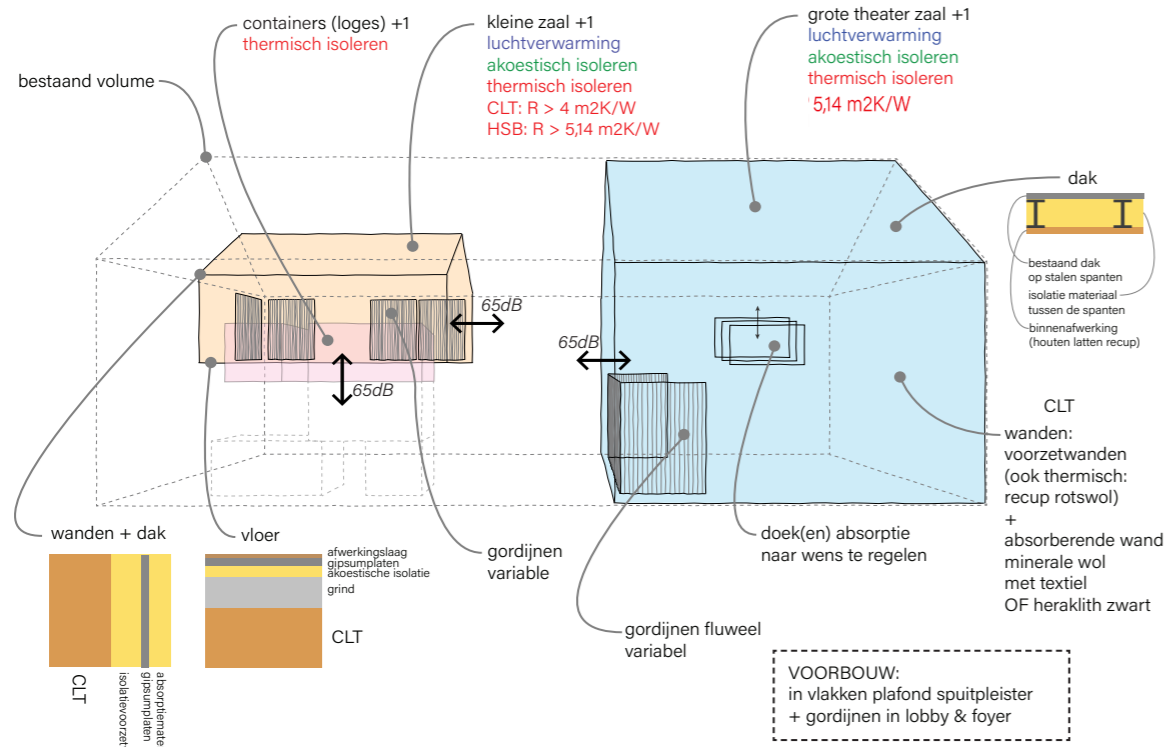 containers (loges) +1
thermisch isoleren
kleine zaal +1
luchtverwarming
akoestisch isoleren
thermisch isoleren
CLT: R > 4 m2K/W
HSB: R > 5,14 m2K/W
grote theater zaal +1
luchtverwarming
akoestisch isoleren
thermisch isoleren
5,14 m2K/W
bestaand volume
dak
bestaand dak
op stalen spanten
isolatie materiaal
tussen de spanten
binnenafwerking
(houten latten recup)
65dB
65dB
65dB
CLT
wanden:
voorzetwanden
(ook thermisch:
recup rotswol)
+
absorberende wand
minerale wol
met textiel
OF heraklith zwart
wanden + dak
CLT
isolatievoorzet
gipsumplaten
absorptiemate
vloer
afwerkingslaag
gipsumplaten
akoestische isolatie
grind
CLT
gordijnen
variable
doek(en) absorptie
naar wens te regelen
gordijnen fluweel
variabel
VOORBOUW:
in vlakken plafond spuitpleister
+ gordijnen in lobby & foyer